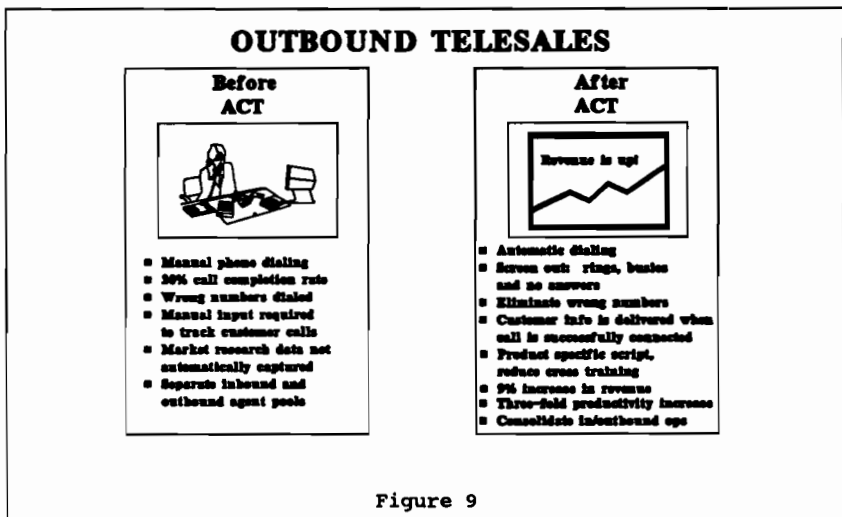 OUTBOUND TELESALES
Before
ACT
■ Manual phone dialing
■ 30% call completion rate
■ Wrong numbers dialed
■ Manual input required
to track customer calls
■ Market research data not
automatically captured
■ Separate inbound and
outbound agent pools
After
ACT
Revenue is up!
■ Automatic dialing
■ Screen out: rings, busies
and no answers
■ Eliminate wrong numbers
■ Customer info is delivered when
call is successfully connected
■ Product specific script,
reduce cross training
■ 9% increase in revenue
■ Three-fold productivity increase
■ Consolidate in/outbound ops
Figure 9